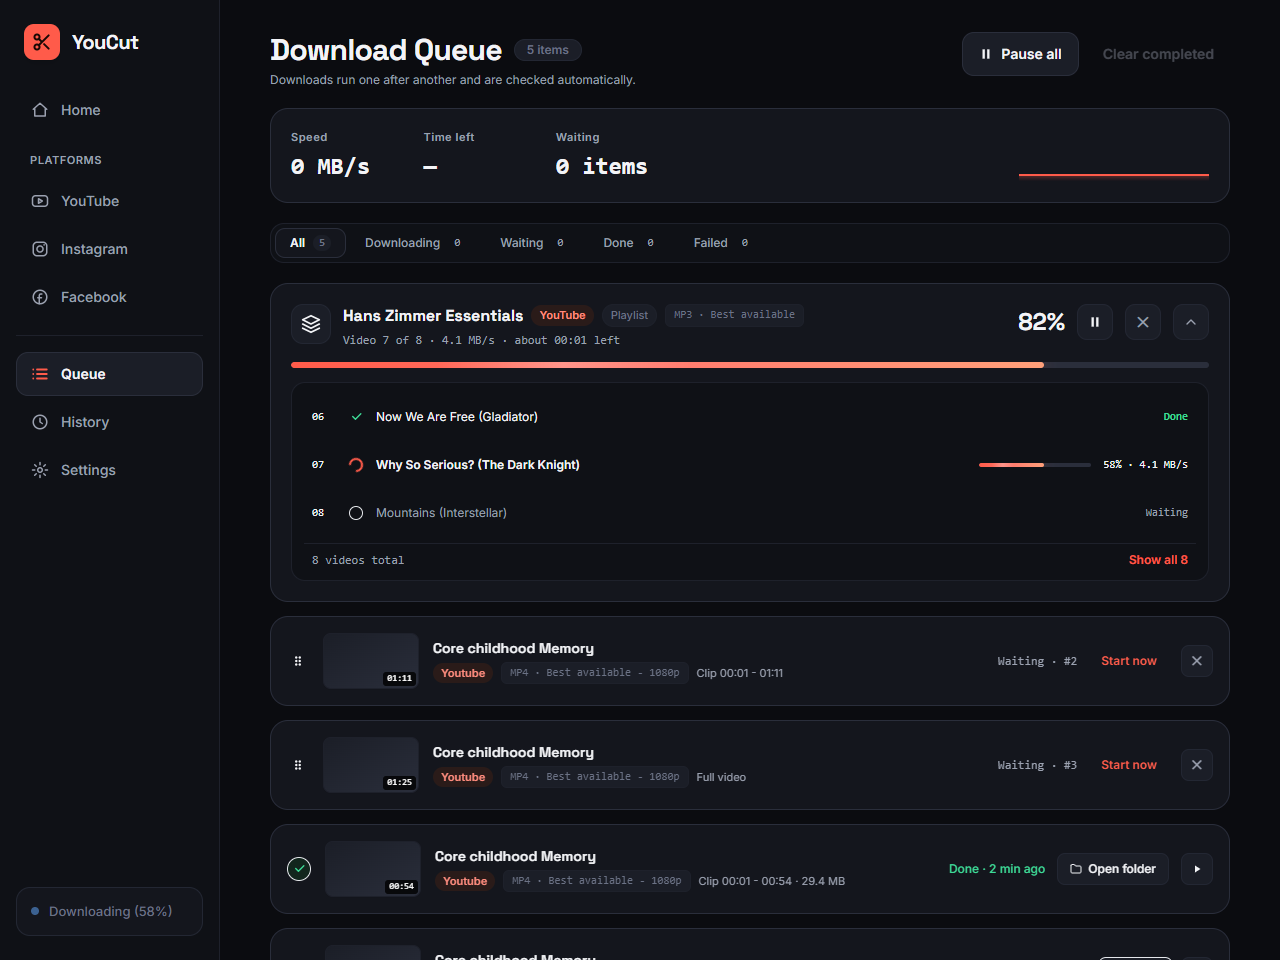 YouCut
Home
PLATFORMS
YouTube
Instagram
Facebook
Queue
History
Settings
Downloading (58%)
Download Queue 5 items
Downloads run one after another and are checked automatically.
Pause all Clear completed
Speed Time left Waiting
0 MB/s — 0 items
All 5 Downloading 0 Waiting 0 Done 0 Failed 0
Hans Zimmer Essentials YouTube Playlist MP3 · Best available
Video 7 of 8 · 4.1 MB/s · about 00:01 left
82%
06 Now We Are Free (Gladiator) Done
07 Why So Serious? (The Dark Knight) 58% · 4.1 MB/s
08 Mountains (Interstellar) Waiting
8 videos total Show all 8
Core childhood Memory
01:11 Youtube MP4 · Best available - 1080p Clip 00:01 - 01:11
Waiting · #2 Start now
Core childhood Memory
01:25 Youtube MP4 · Best available - 1080p Full video
Waiting · #3 Start now
Core childhood Memory
00:54 Youtube MP4 · Best available - 1080p Clip 00:01 - 00:54 · 29.4 MB
Done · 2 min ago Open folder
Core childhood Memory